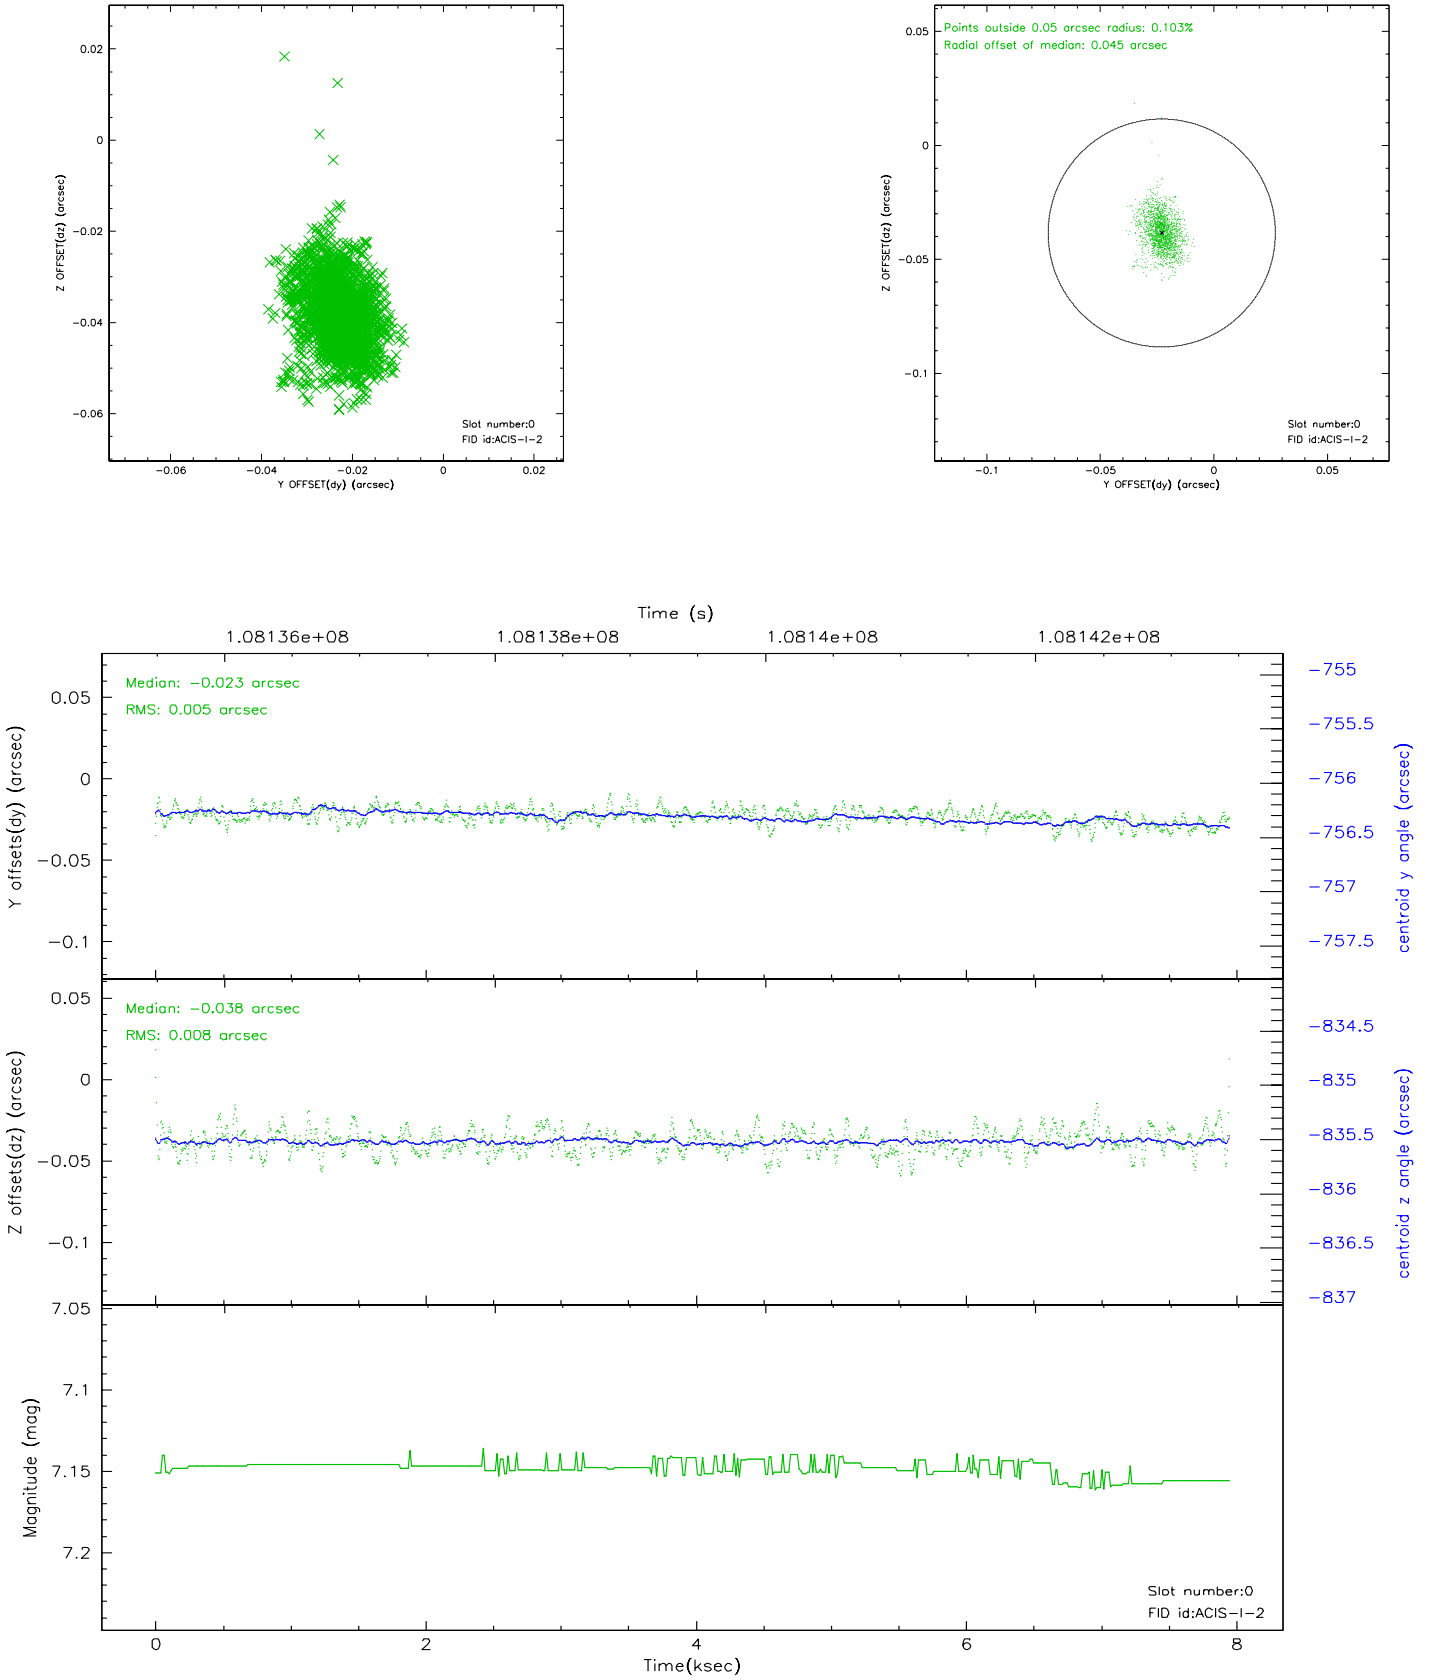 0.02
0
−0.02
−0.04
−0.06
Z OFFSET(dz) (arcsec)
Slot number:0
FID id:ACIS−I−2
−0.06
−0.04
−0.02
0
0.02
Y OFFSET(dy) (arcsec)
Points outside 0.05 arcsec radius: 0.103%
Radial offset of median: 0.045 arcsec
0.05
0
−0.05
−0.1
Z OFFSET(dz) (arcsec)
Slot number:0
FID id:ACIS−I−2
−0.1
−0.05
0
0.05
Y OFFSET(dy) (arcsec)
Time (s)
1.08136e+08
1.08138e+08
1.0814e+08
1.08142e+08
Median: −0.023 arcsec
RMS: 0.005 arcsec
0.05
0
−0.05
−0.1
Y offsets(dy) (arcsec)
−755
−755.5
−756
−756.5
−757
−757.5
centroid y angle (arcsec)
Median: −0.038 arcsec
RMS: 0.008 arcsec
0.05
0
−0.05
−0.1
Z offsets(dz) (arcsec)
−834.5
−835
−835.5
−836
−836.5
−837
centroid z angle (arcsec)
7.05
7.1
7.15
7.2
Magnitude (mag)
Slot number:0
FID id:ACIS−I−2
0
2
4
6
8
Time(ksec)